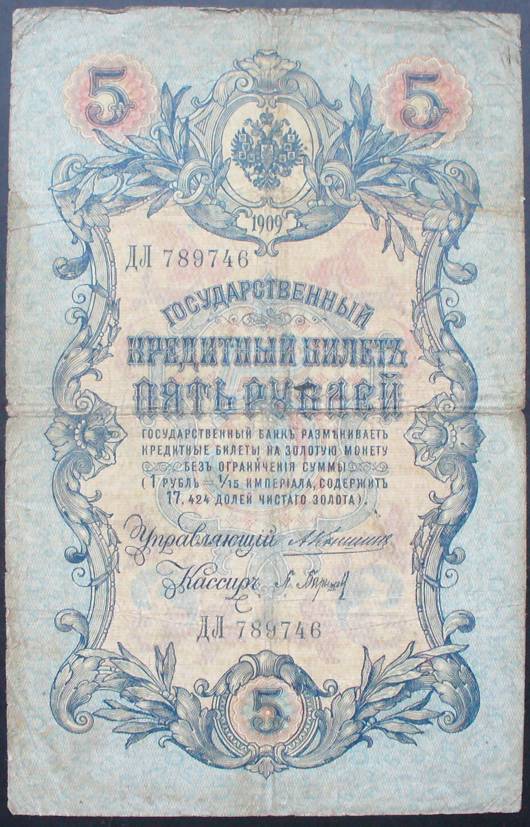 5 5
1909
ДЛ 789746
ГОСУДАРСТВЕННЫЙ
КРЕДИТНЫЙ БИЛЕТЪ
ПЯТЬ РУБЛЕЙ
ГОСУДАРСТВЕННЫЙ БАНКЪ РАЗМѢНИВАЕТЪ
КРЕДИТНЫЕ БИЛЕТЫ НА ЗОЛОТУЮ МОНЕТУ
БЕЗЪ ОГРАНИЧЕНІЯ СУММЫ
(1 РУБЛЬ = 1/15 ИМПЕРІАЛА, СОДЕРЖИТЪ
17,424 ДОЛЕЙ ЧИСТАГО ЗОЛОТА).
Управляющій
Кассиръ
ДЛ 789746
5